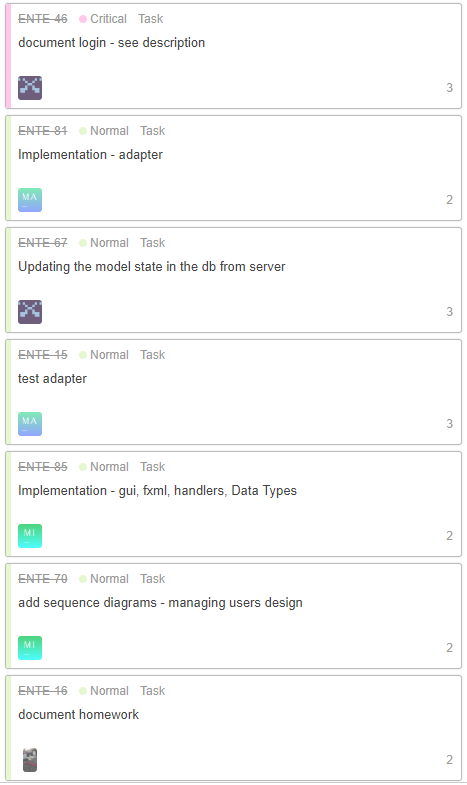 ENTE-46 Critical Task
document login - see description
3
ENTE-81 Normal Task
Implementation - adapter
MA
2
ENTE-67 Normal Task
Updating the model state in the db from server
3
ENTE-15 Normal Task
test adapter
MA
3
ENTE-85 Normal Task
Implementation - gui, fxml, handlers, Data Types
MI
2
ENTE-70 Normal Task
add sequence diagrams - managing users design
MI
2
ENTE-16 Normal Task
document homework
2